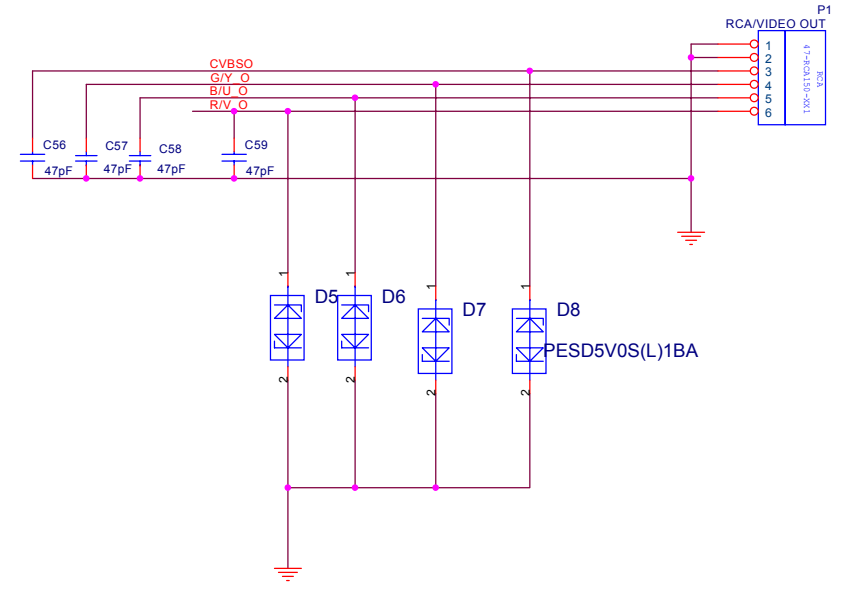 P1
RCA/VIDEO OUT
1
2
3
4
5
6
RCA
47-RCA150-XX1
CVBSO
G/Y_O
B/U_O
R/V_O
C56
47pF
C57
47pF
C58
47pF
C59
47pF
1
D5
2
1
D6
2
1
D7
2
1
D8
PESD5V0S(L)1BA
2